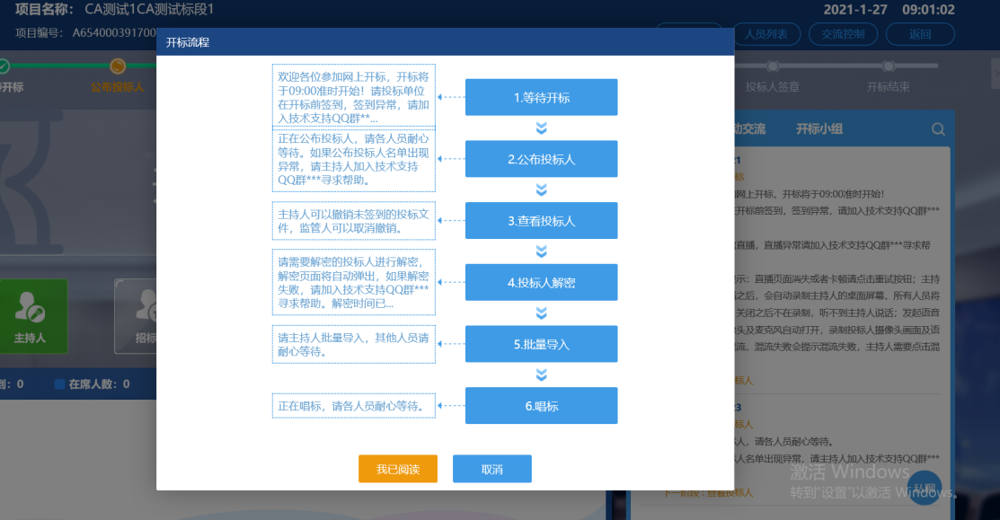 项目名称： CA测试1CA测试标段1
2021-1-27 09:01:02
项目编号： A654000391700
人员列表
交流控制
返回
开标流程
开标
公布投标人
投标人签章
开标结束
欢迎各位参加网上开标，开标将
于09:00准时开始！请投标单位
在开标前签到，签到异常，请加
入技术支持QQ群**...
1.等待开标
正在公布投标人，请各人员耐心
等待。如果公布投标人名单出现
异常，请主持人加入技术支持
QQ群***寻求帮助。
2.公布投标人
主持人可以撤销未签到的投标文
件，监管人可以取消撤销。
3.查看投标人
请需要解密的投标人进行解密，
解密页面将自动弹出，如果解密
失败，请加入技术支持QQ群***
寻求帮助。解密时间已...
4.投标人解密
请主持人批量导入，其他人员请
耐心等待。
5.批量导入
正在唱标，请各人员耐心等待。
6.唱标
我已阅读
取消
主持人
招标
到：0
在席人数：0
动交流
开标小组
网上开标，开标将于09:00准时开始！
开标前签到，签到异常，请加入技术支持QQ群***
直播，直播异常请加入技术支持QQ群***寻求帮
示：直播页面消失或者卡顿请点击重试按钮；主持
之后，会自动录制主持人的桌面屏幕，所有人员将
关闭之后不在录制，听不到主持人说话；发起语音
头及麦克风自动打开，录制投标人摄像头画面及语
流，混流失败会提示混流失败，主持人需要点击混
标人
标人
人，请各人员耐心等待。
人名单出现异常，请主持人加入技术支持QQ群***
下一阶段：查看投标人
私聊
激活 Windows
转到"设置"以激活 Windows。